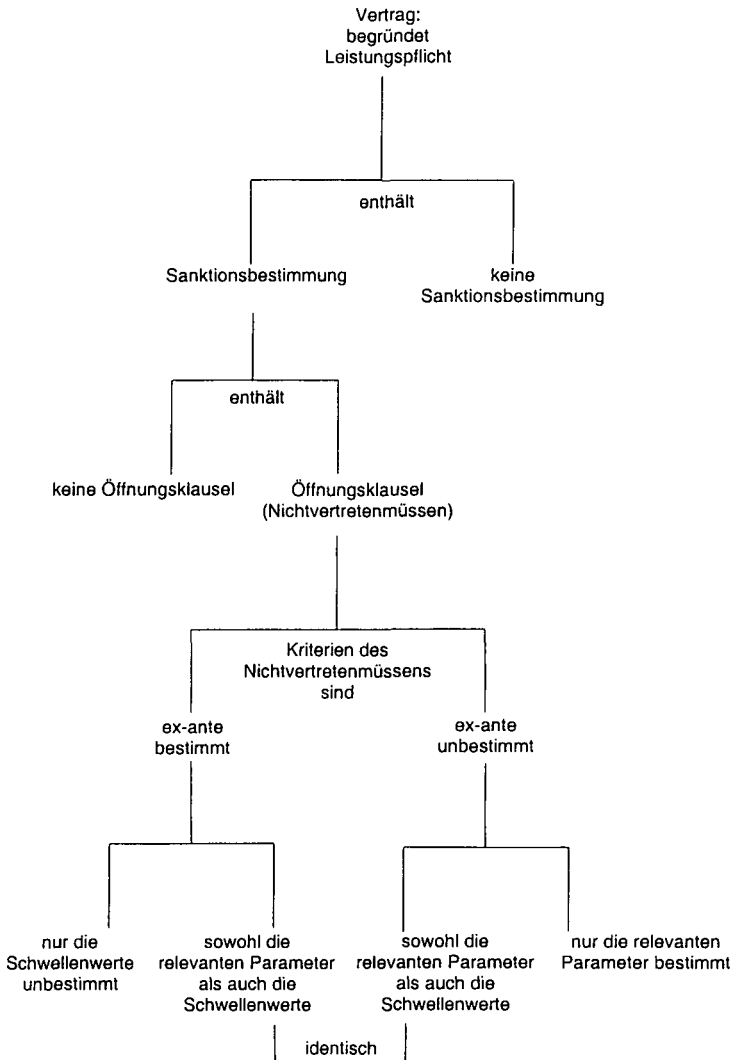 Vertrag:
begründet
Leistungspflicht
enthält
Sanktionsbestimmung
keine
Sanktionsbestimmung
enthält
keine Öffnungsklausel
Öffnungsklausel
(Nichtvertretenmüssen)
Kriterien des
Nichtvertretenmüssens
sind
ex-ante
bestimmt
ex-ante
unbestimmt
nur die
Schwellenwerte
unbestimmt
sowohl die
relevanten Parameter
als auch die
Schwellenwerte
sowohl die
relevanten Parameter
als auch die
Schwellenwerte
nur die relevanten
Parameter bestimmt
identisch